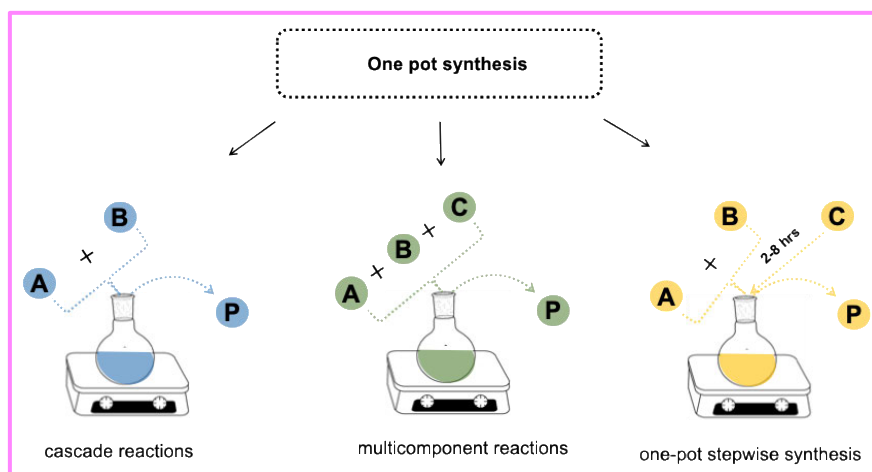 One pot synthesis
B
+
A
P
C
+
B
+
A
P
B
C
2-8 hrs
+
A
P
cascade reactions
multicomponent reactions
one-pot stepwise synthesis